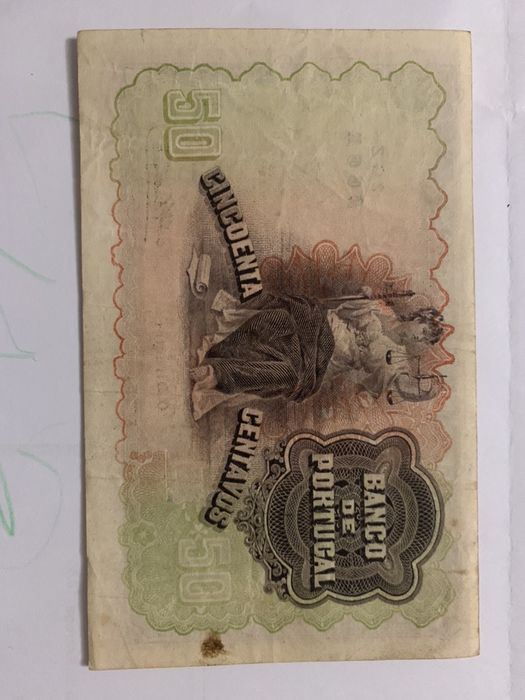 BANCO
DE
PORTUGAL
CINCOENTA CENTAVOS
50 50